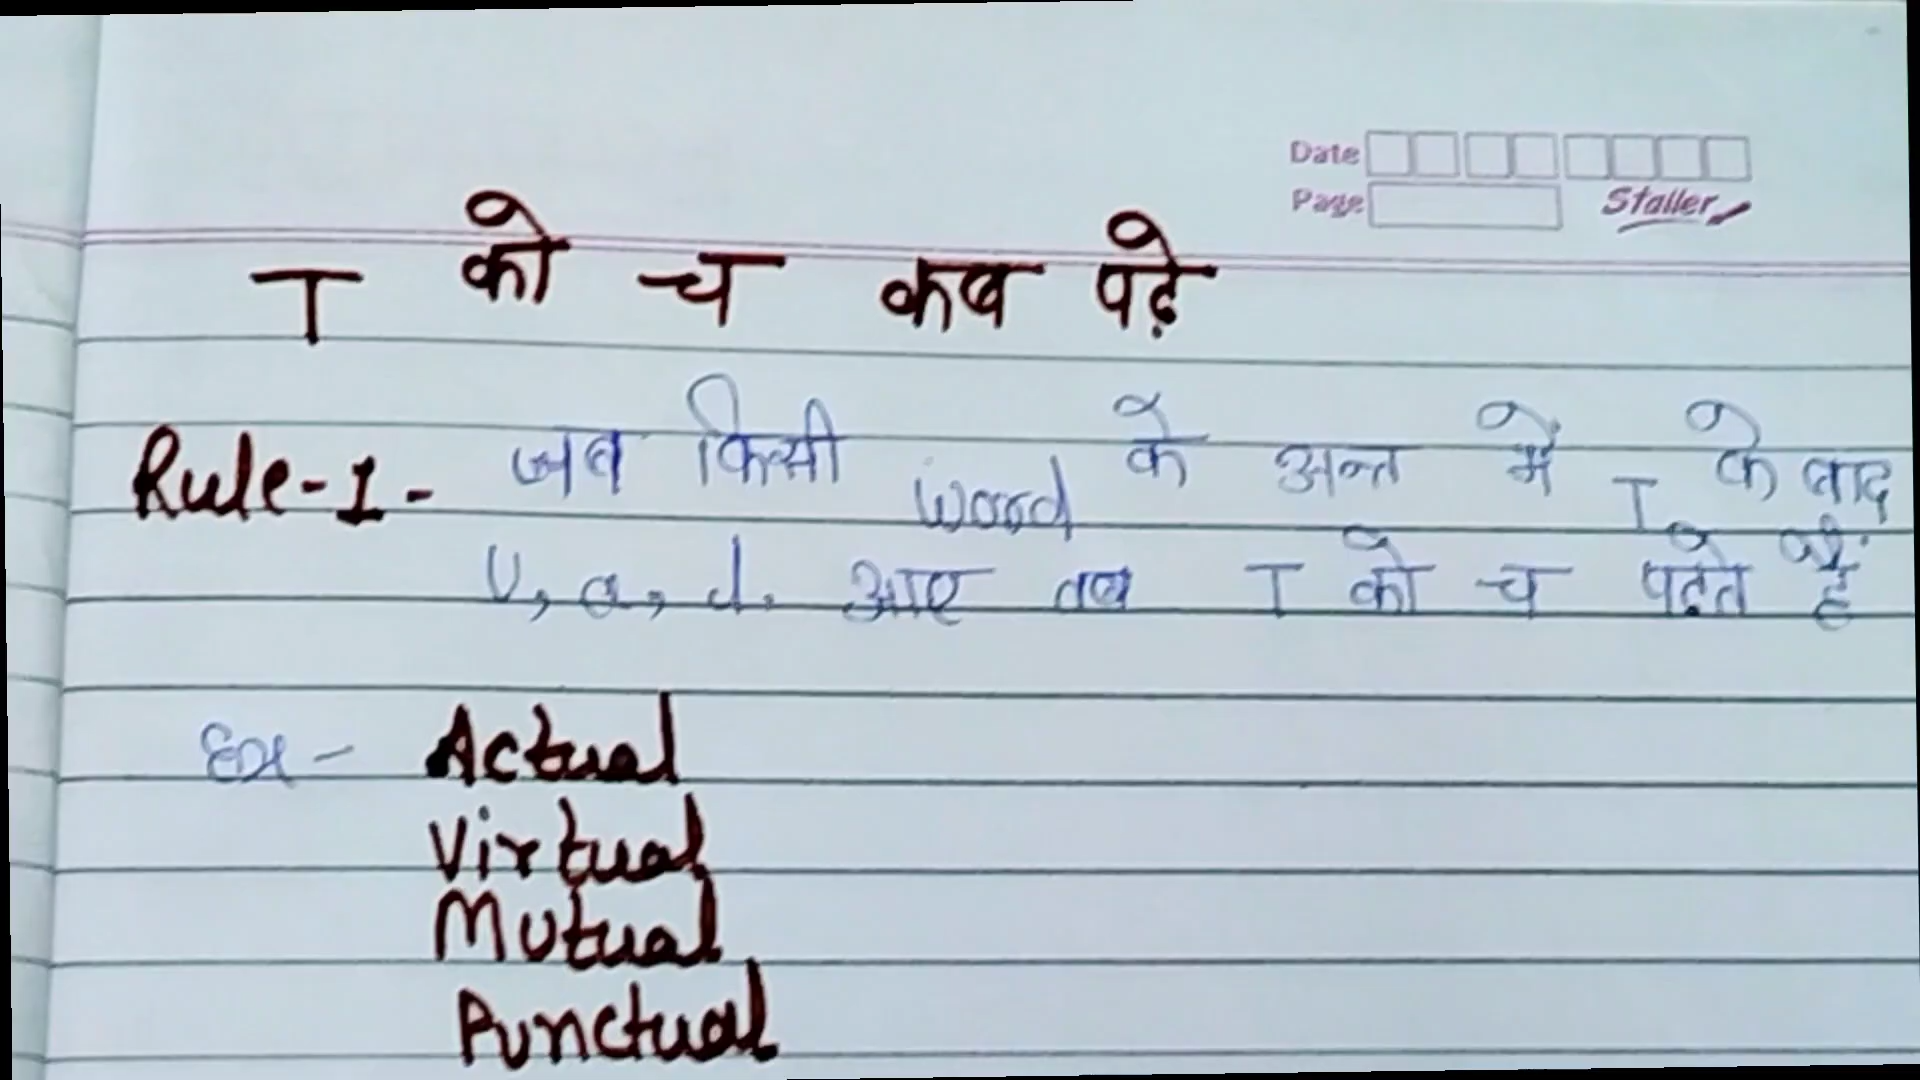 Date
Page Staller
T को च कब पढ़े
Rule-1- जब किसी word के अन्त में T के बाद
U, a, l. आए तब T को च पढ़ते हैं
Ex- Actual
Virtual
Mutual
Punctual